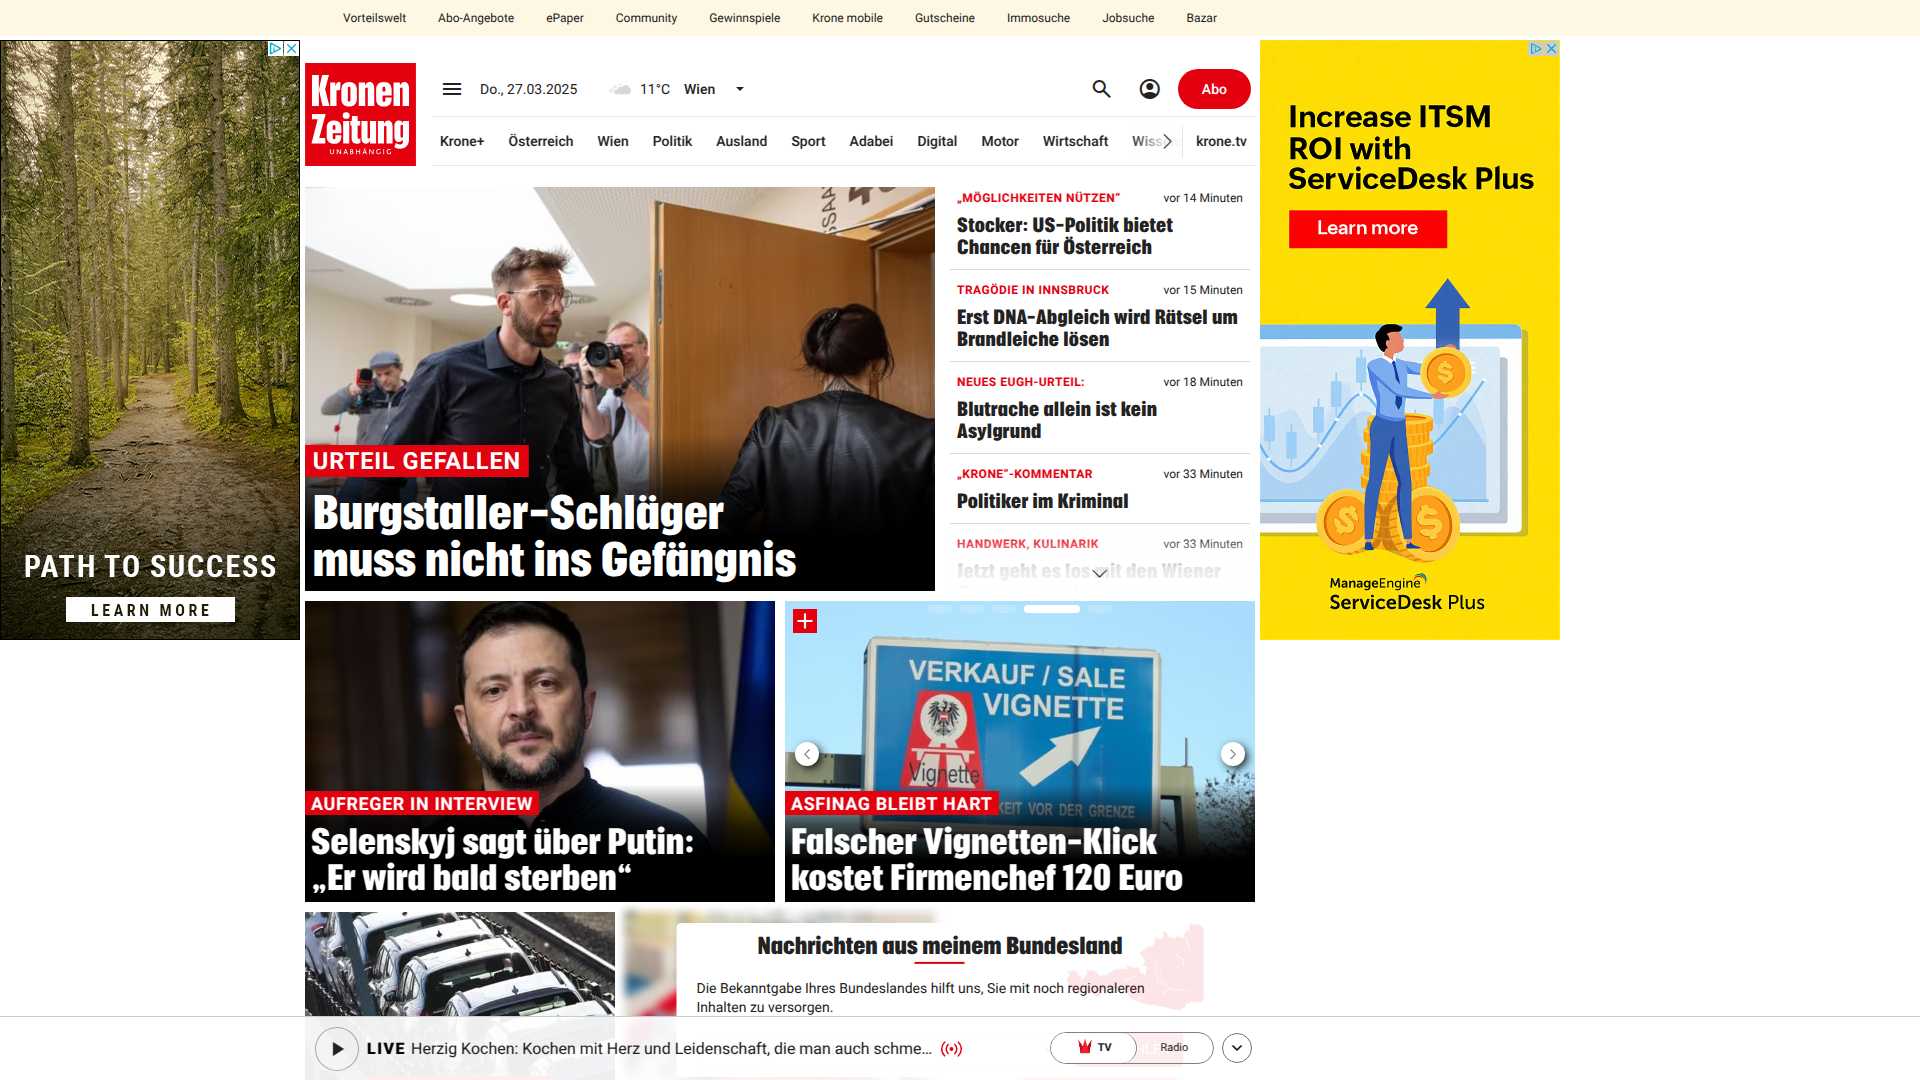 Vorteilswelt
Abo-Angebote
ePaper
Community
Gewinnspiele
Krone mobile
Gutscheine
Immosuche
Jobsuche
Bazar
Kronen
Zeitung
UNABHÄNGIG
Do., 27.03.2025
11°C Wien
Abo
Krone+
Österreich
Wien
Politik
Ausland
Sport
Adabei
Digital
Motor
Wirtschaft
Wiss
krone.tv
PATH TO SUCCESS
LEARN MORE
URTEIL GEFALLEN
Burgstaller-Schläger
muss nicht ins Gefängnis
„MÖGLICHKEITEN NÜTZEN“ vor 14 Minuten
Stocker: US-Politik bietet
Chancen für Österreich
TRAGÖDIE IN INNSBRUCK vor 15 Minuten
Erst DNA-Abgleich wird Rätsel um
Brandleiche lösen
NEUES EUGH-URTEIL: vor 18 Minuten
Blutrache allein ist kein
Asylgrund
„KRONE“-KOMMENTAR vor 33 Minuten
Politiker im Kriminal
HANDWERK, KULINARIK vor 33 Minuten
Jetzt geht es los mit den Wiener
Increase ITSM
ROI with
ServiceDesk Plus
Learn more
ManageEngine
ServiceDesk Plus
AUFREGER IN INTERVIEW
Selenskyj sagt über Putin:
„Er wird bald sterben“
VERKAUF / SALE
VIGNETTE
Vignette
KEIT VOR DER GRENZE
ASFINAG BLEIBT HART
Falscher Vignetten-Klick
kostet Firmenchef 120 Euro
Nachrichten aus meinem Bundesland
Die Bekanntgabe Ihres Bundeslandes hilft uns, Sie mit noch regionaleren
Inhalten zu versorgen.
LIVE Herzig Kochen: Kochen mit Herz und Leidenschaft, die man auch schme...
TV
Radio